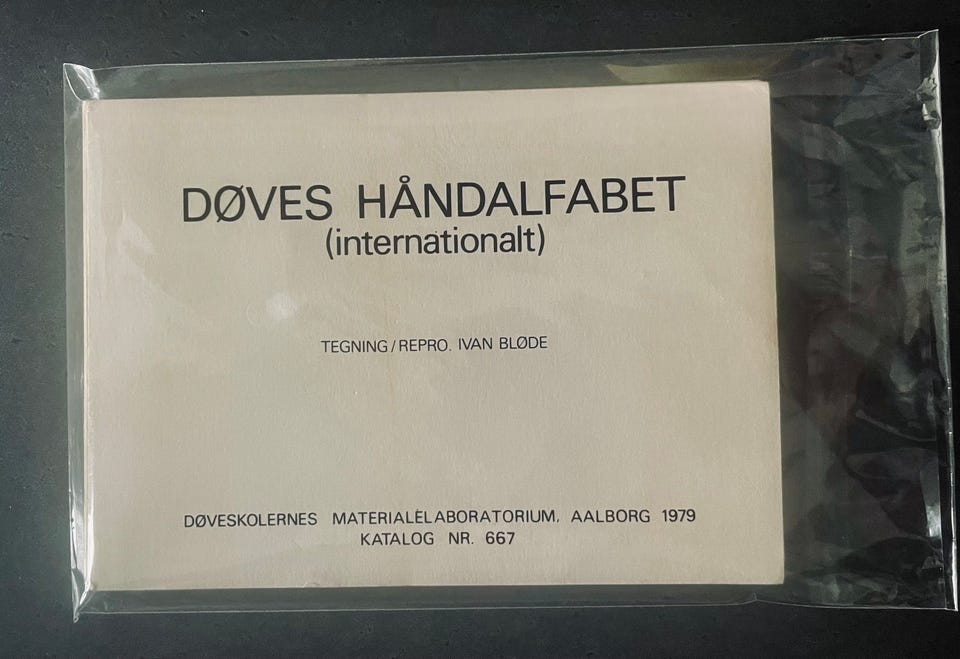 DØVES HÅNDALFABET
(internationalt)
TEGNING/REPRO. IVAN BLØDE
DØVESKOLERNES MATERIALELABORATORIUM, AALBORG 1979
KATALOG NR. 667